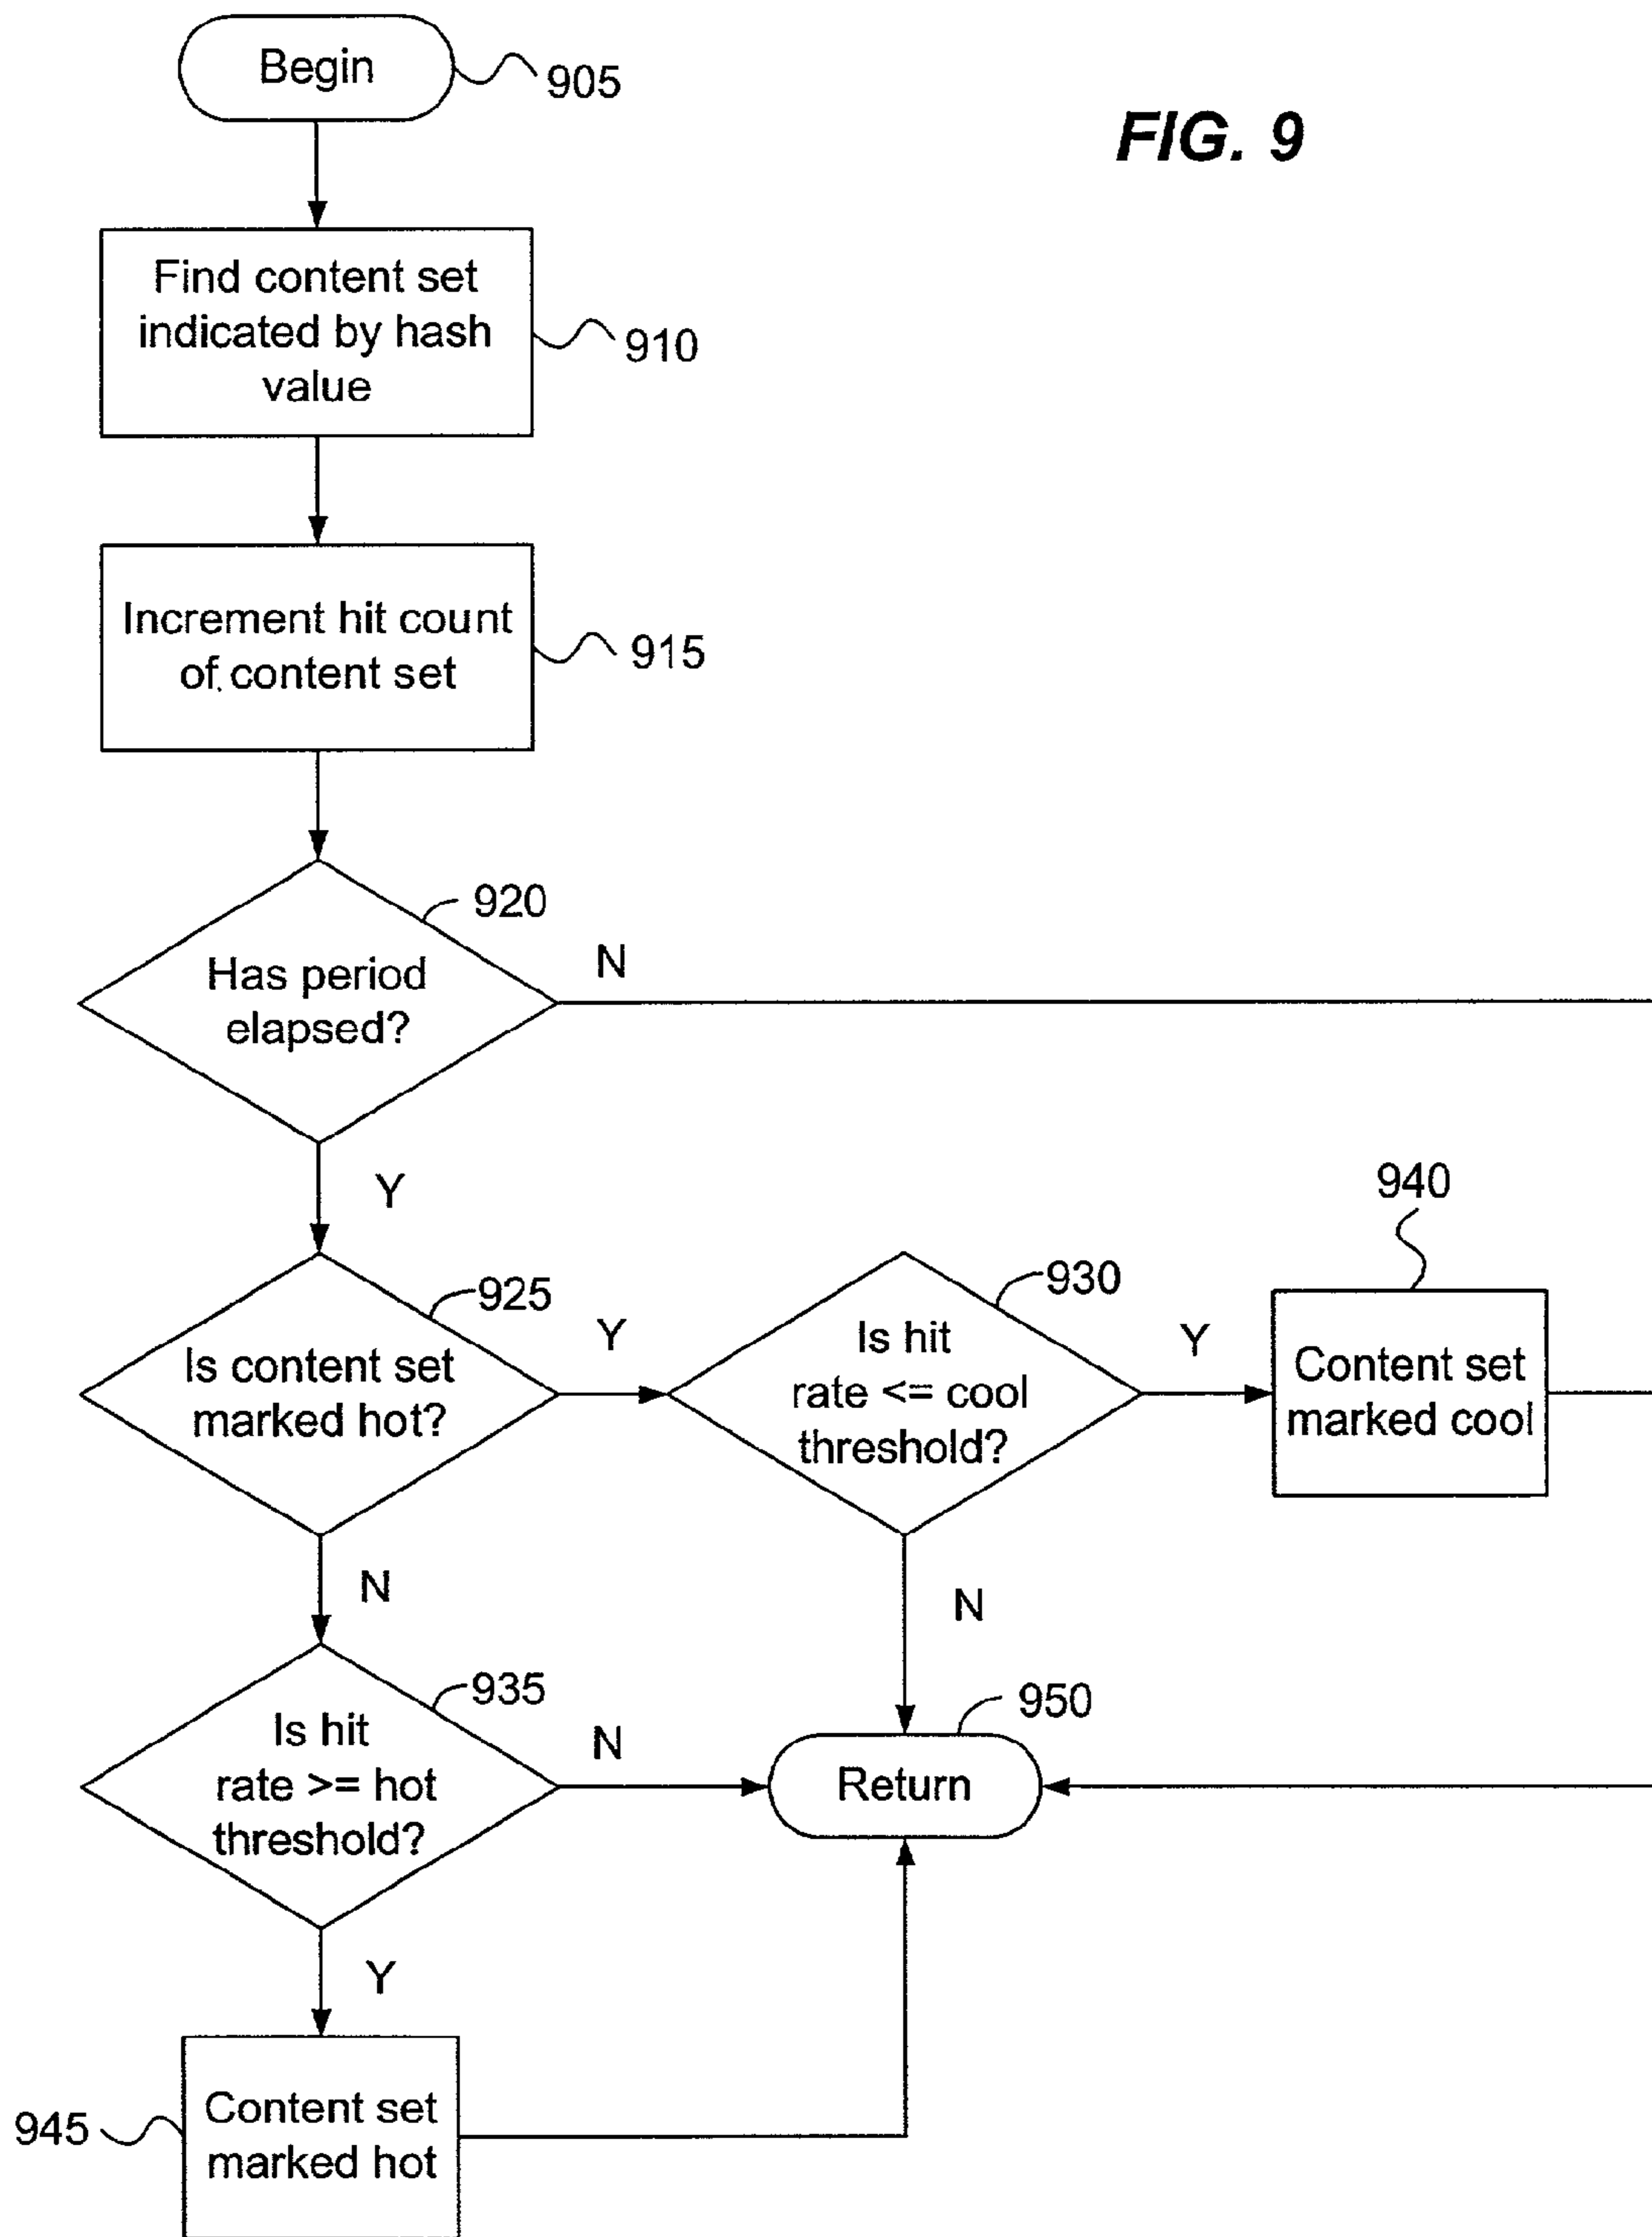 Begin
905
FIG. 9
Find content set
indicated by hash
value
910
Increment hit count
of content set
915
920
Has period
elapsed?
N
Y
925
Is content set
marked hot?
Y
930
Is hit
rate <= cool
threshold?
Y
940
Content set
marked cool
N
N
935
Is hit
rate >= hot
threshold?
N
950
Return
Y
945
Content set
marked hot